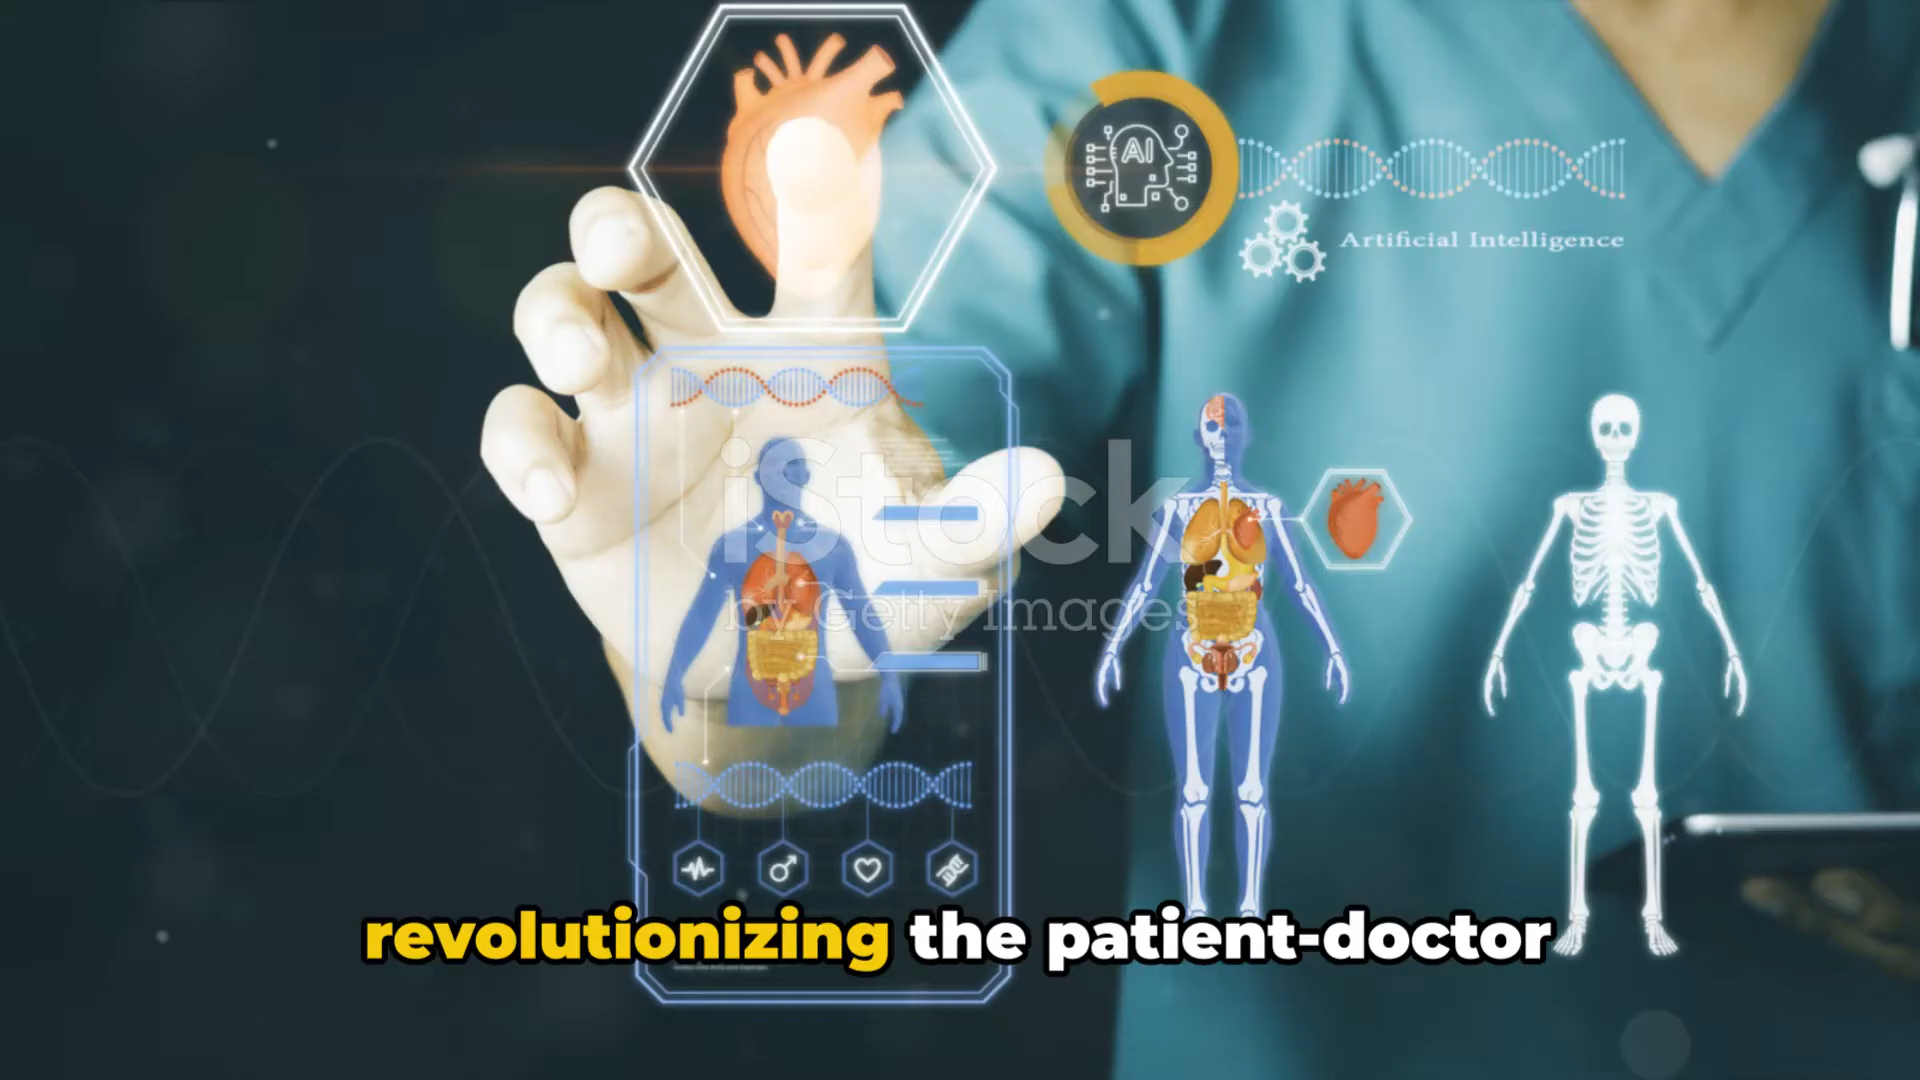 AI
Artificial Intelligence
iStock
by Getty Images
revolutionizing the patient-doctor